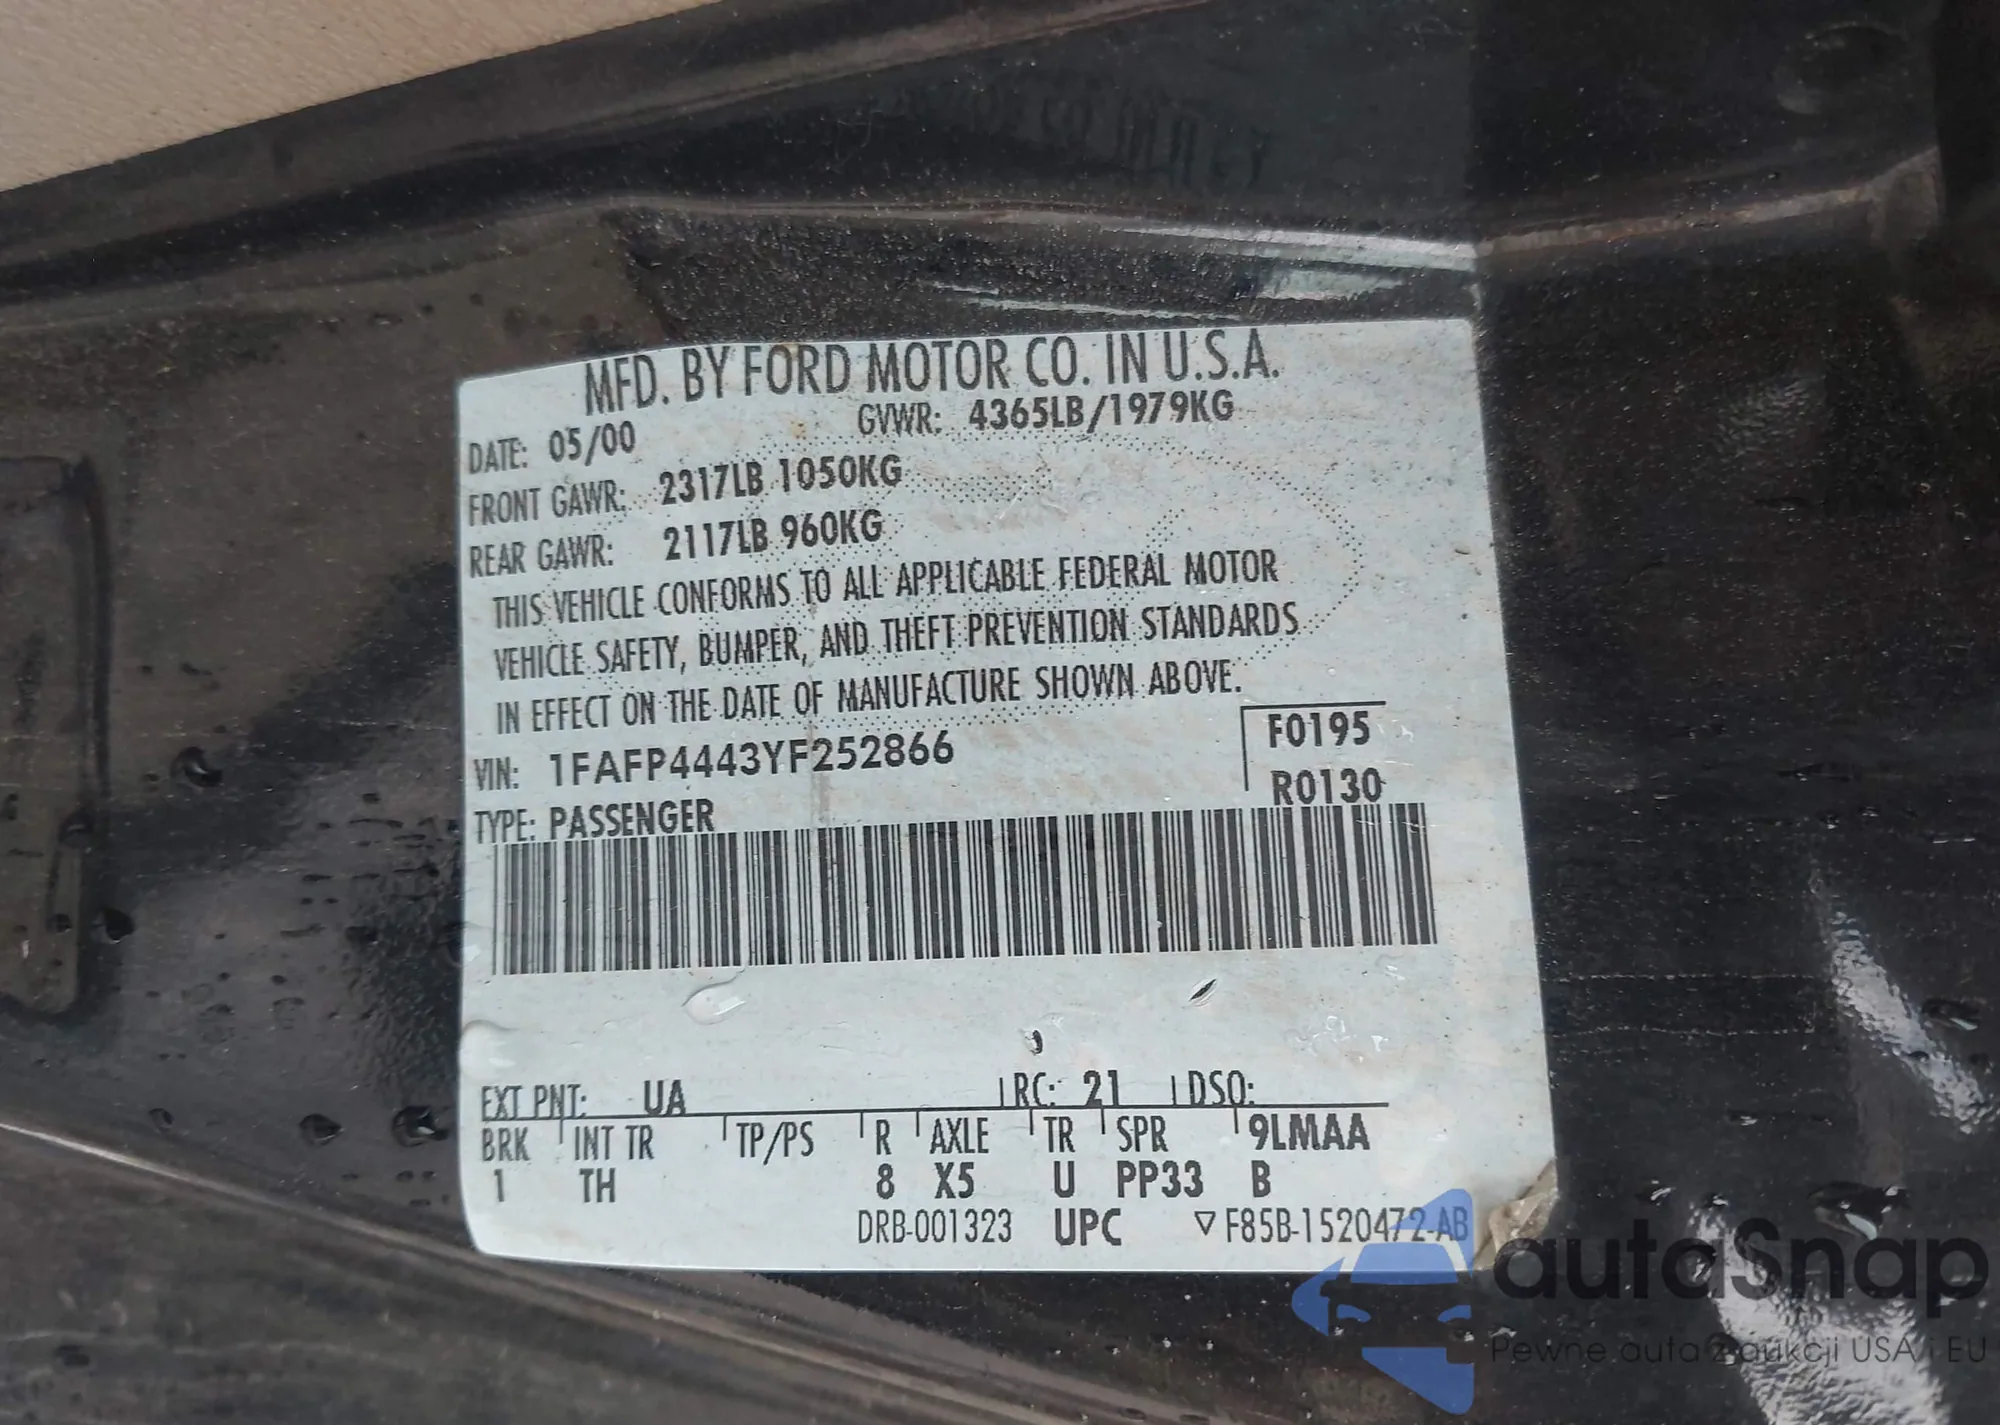 MFD. BY FORD MOTOR CO. IN U.S.A.
DATE: 05/00 GVWR: 4365LB/1979KG
FRONT GAWR: 2317LB 1050KG
REAR GAWR: 2117LB 960KG
THIS VEHICLE CONFORMS TO ALL APPLICABLE FEDERAL MOTOR
VEHICLE SAFETY, BUMPER, AND THEFT PREVENTION STANDARDS
IN EFFECT ON THE DATE OF MANUFACTURE SHOWN ABOVE.
VIN: 1FAFP4443YF252866 F0195
TYPE: PASSENGER R0130
EXT PNT: UA RC: 21 DSO:
BRK INT TR TP/PS R AXLE TR SPR 9LMAA
1 TH 8 X5 U PP33 B
DRB-001323 UPC ▽ F85B-1520472-AB
autaSnap
Pewne auta z aukcji USA i EU